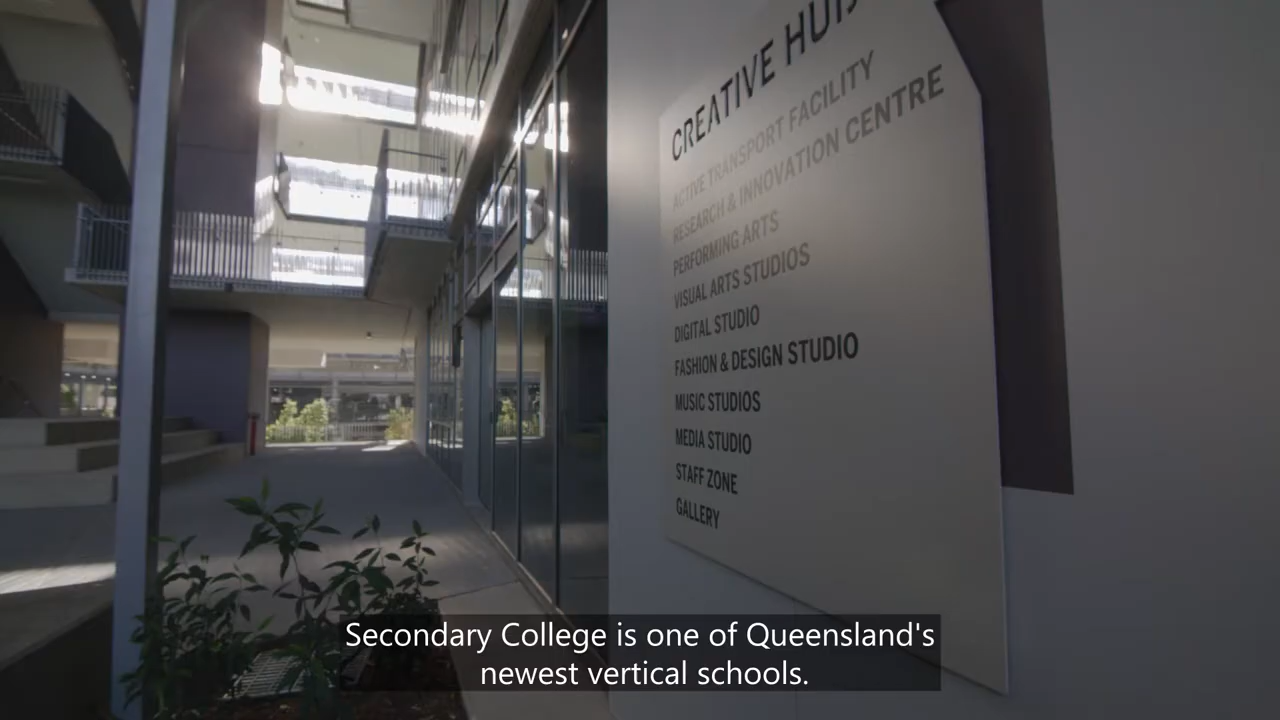 CREATIVE HUB
ACTIVE TRANSPORT FACILITY
RESEARCH & INNOVATION CENTRE
PERFORMING ARTS
VISUAL ARTS STUDIOS
DIGITAL STUDIO
FASHION & DESIGN STUDIO
MUSIC STUDIOS
MEDIA STUDIO
STAFF ZONE
GALLERY
Secondary College is one of Queensland's
newest vertical schools.